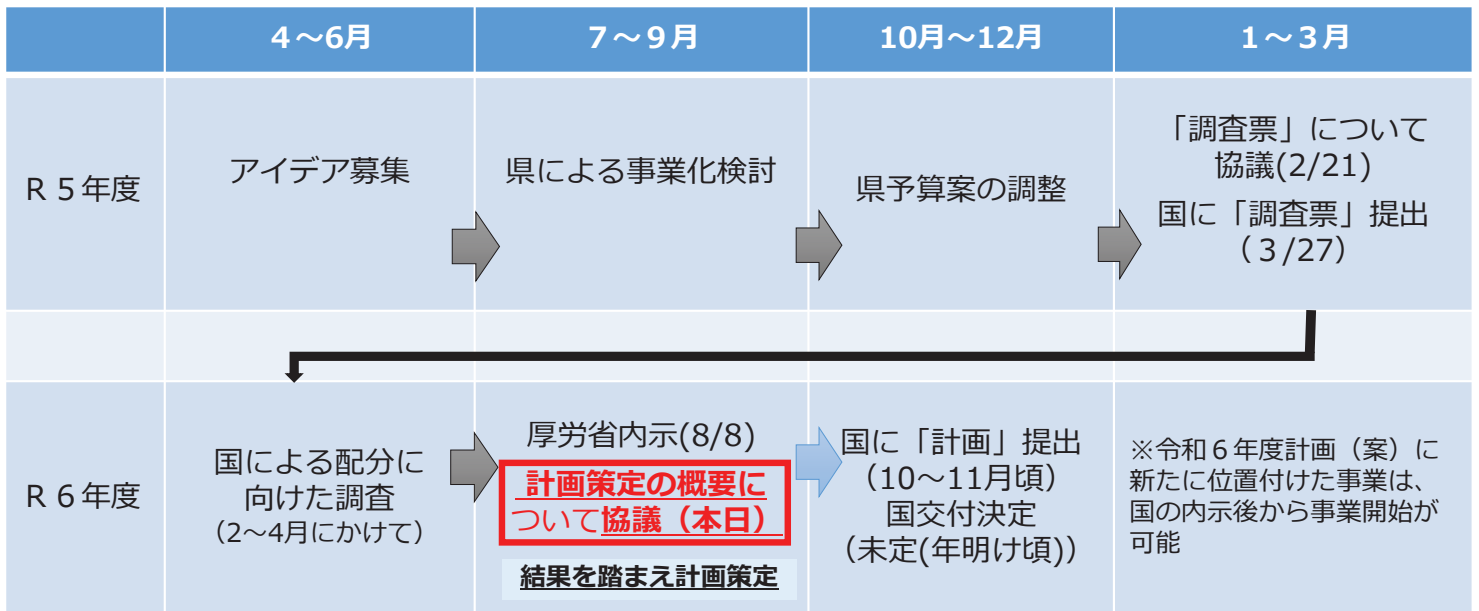 4～6月
7～9月
10月～12月
1～3月
R5年度
アイデア募集
県による事業化検討
県予算案の調整
「調査票」について
協議(2/21)
国に「調査票」提出
（3/27）
R6年度
国による配分に
向けた調査
（2～4月にかけて）
厚労省内示(8/8)
計画策定の概要に
ついて協議（本日）
結果を踏まえ計画策定
国に「計画」提出
（10～11月頃）
国交付決定
（未定(年明け頃)）
※令和6年度計画（案）に
新たに位置付けた事業は、
国の内示後から事業開始が
可能